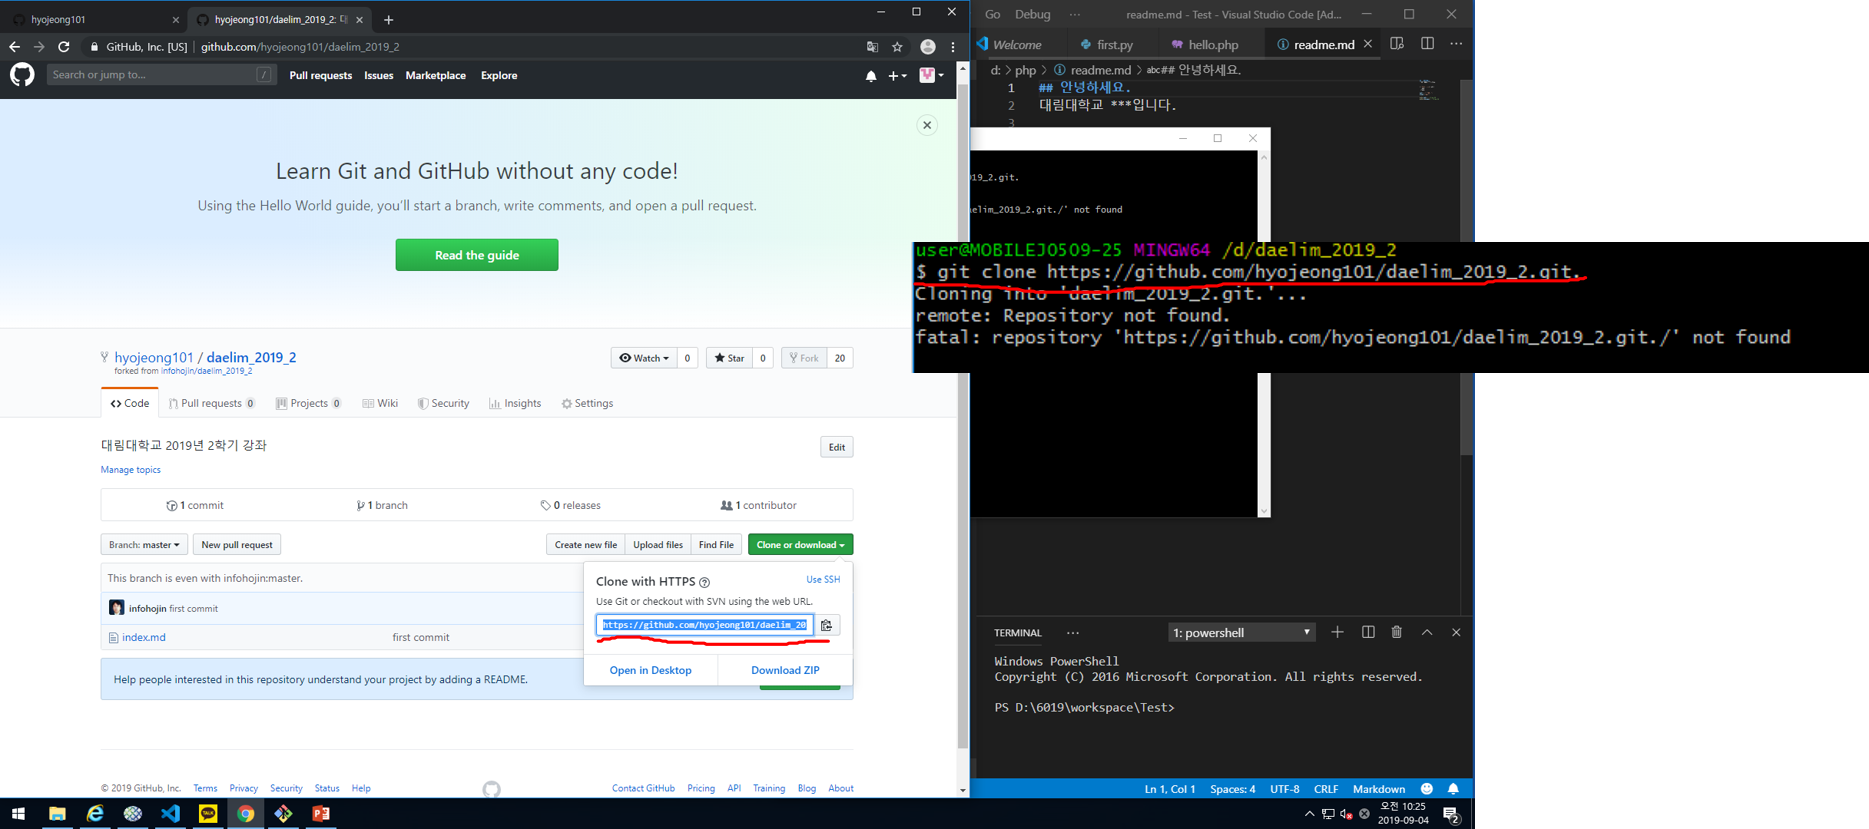 hyojeong101
hyojeong101/daelim_2019_2: 대
GitHub, Inc. [US] | github.com/hyojeong101/daelim_2019_2
Search or jump to... /
Pull requests Issues Marketplace Explore
Learn Git and GitHub without any code!
Using the Hello World guide, you'll start a branch, write comments, and open a pull request.
Read the guide
hyojeong101 / daelim_2019_2
forked from infohojin/daelim_2019_2
Watch 0 Star 0 Fork 20
Code Pull requests 0 Projects 0 Wiki Security Insights Settings
대림대학교 2019년 2학기 강좌
Edit
Manage topics
1 commit 1 branch 0 releases 1 contributor
Branch: master New pull request Create new file Upload files Find File Clone or download
This branch is even with infohojin:master.
infohojin first commit
index.md first commit
Help people interested in this repository understand your project by adding a README.
Clone with HTTPS Use SSH
Use Git or checkout with SVN using the web URL.
https://github.com/hyojeong101/daelim_20
Open in Desktop Download ZIP
© 2019 GitHub, Inc. Terms Privacy Security Status Help Contact GitHub Pricing API Training Blog About
Go Debug ... readme.md - Test - Visual Studio Code [Ad...
Welcome first.py hello.php readme.md
d: > php > readme.md > abc ## 안녕하세요.
1 ## 안녕하세요.
2 대림대학교 ***입니다.
3
19_2.git.
aelim_2019_2.git./' not found
user@MOBILEJO509-25 MINGW64 /d/daelim_2019_2
$ git clone https://github.com/hyojeong101/daelim_2019_2.git.
Cloning into 'daelim_2019_2.git.'...
remote: Repository not found.
fatal: repository 'https://github.com/hyojeong101/daelim_2019_2.git./' not found
TERMINAL ... 1: powershell
Windows PowerShell
Copyright (C) 2016 Microsoft Corporation. All rights reserved.
PS D:\6019\workspace\Test>
Ln 1, Col 1 Spaces: 4 UTF-8 CRLF Markdown
TALK
오전 10:25
2019-09-04
2